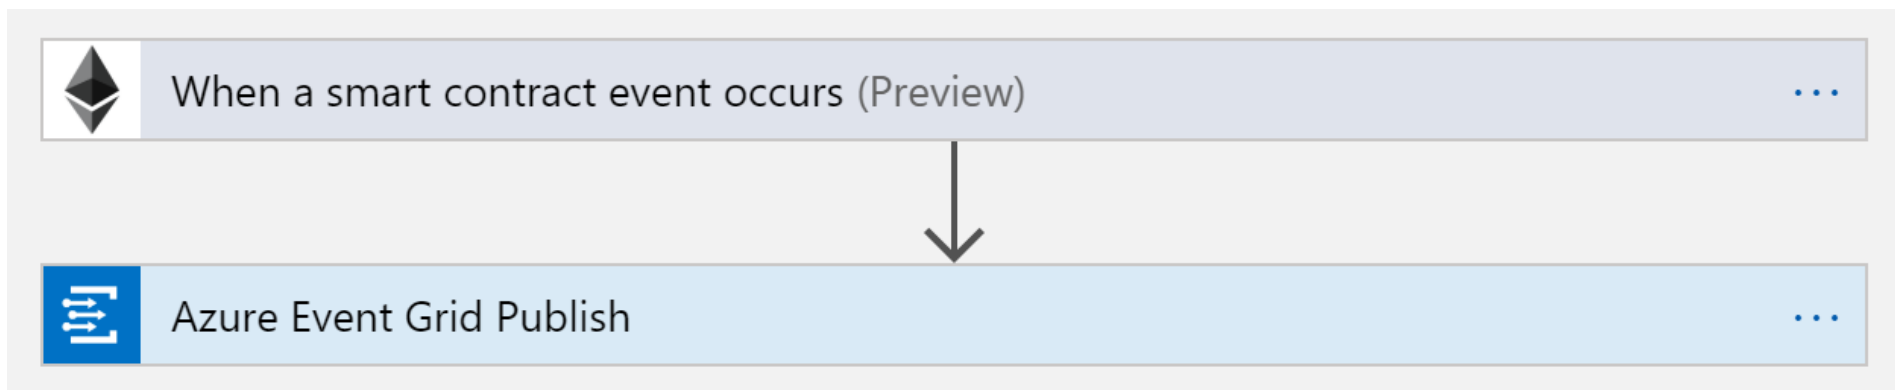 When a smart contract event occurs (Preview)
Azure Event Grid Publish